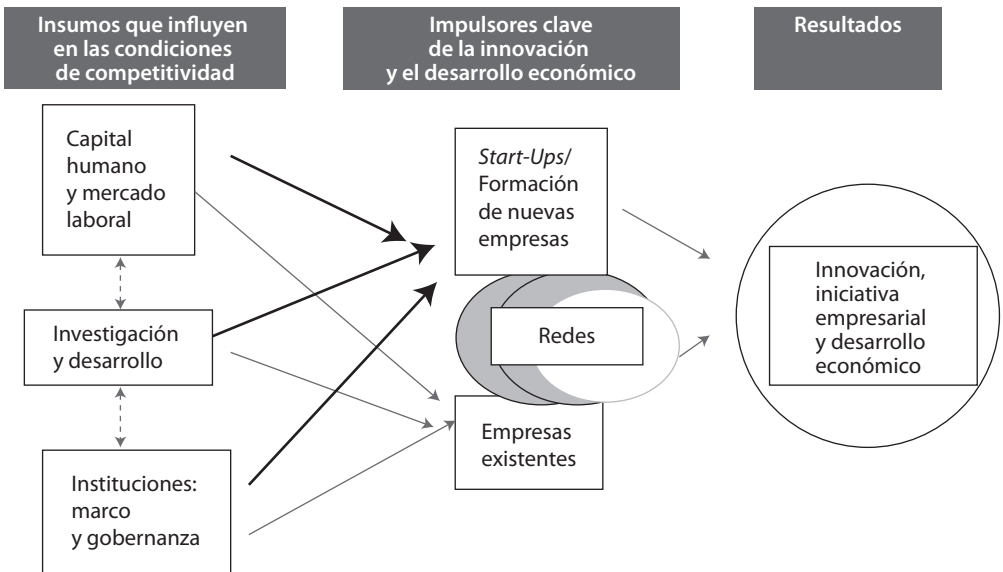 Insumos que influyen
en las condiciones
de competitividad
Impulsores clave
de la innovación
y el desarrollo económico
Resultados
Capital
humano
y mercado
laboral
Investigación
y desarrollo
Instituciones:
marco
y gobernanza
Start-Ups/
Formación
de nuevas
empresas
Redes
Empresas
existentes
Innovación,
iniciativa
empresarial
y desarrollo
económico